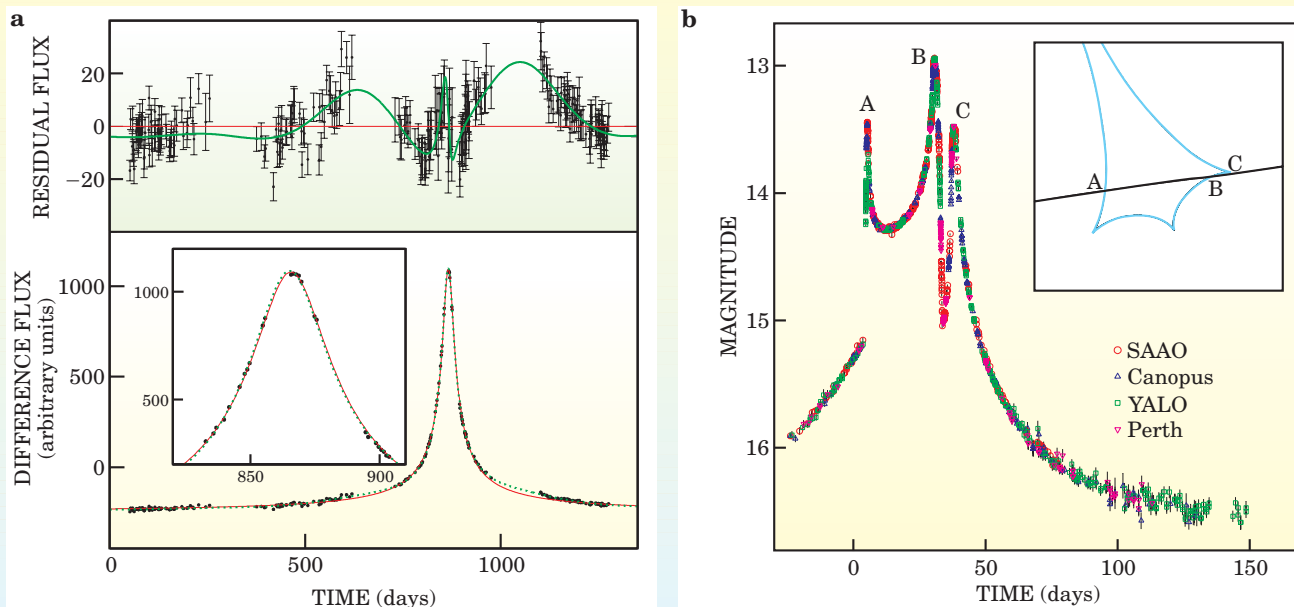 a
RESIDUAL FLUX
20
0
−20
DIFFERENCE FLUX
(arbitrary units)
1000
500
0
1000
500
850
900
0
500
1000
TIME (days)
b
MAGNITUDE
13
14
15
16
A
B
C
A
B
C
SAAO
Canopus
YALO
Perth
0
50
100
150
TIME (days)